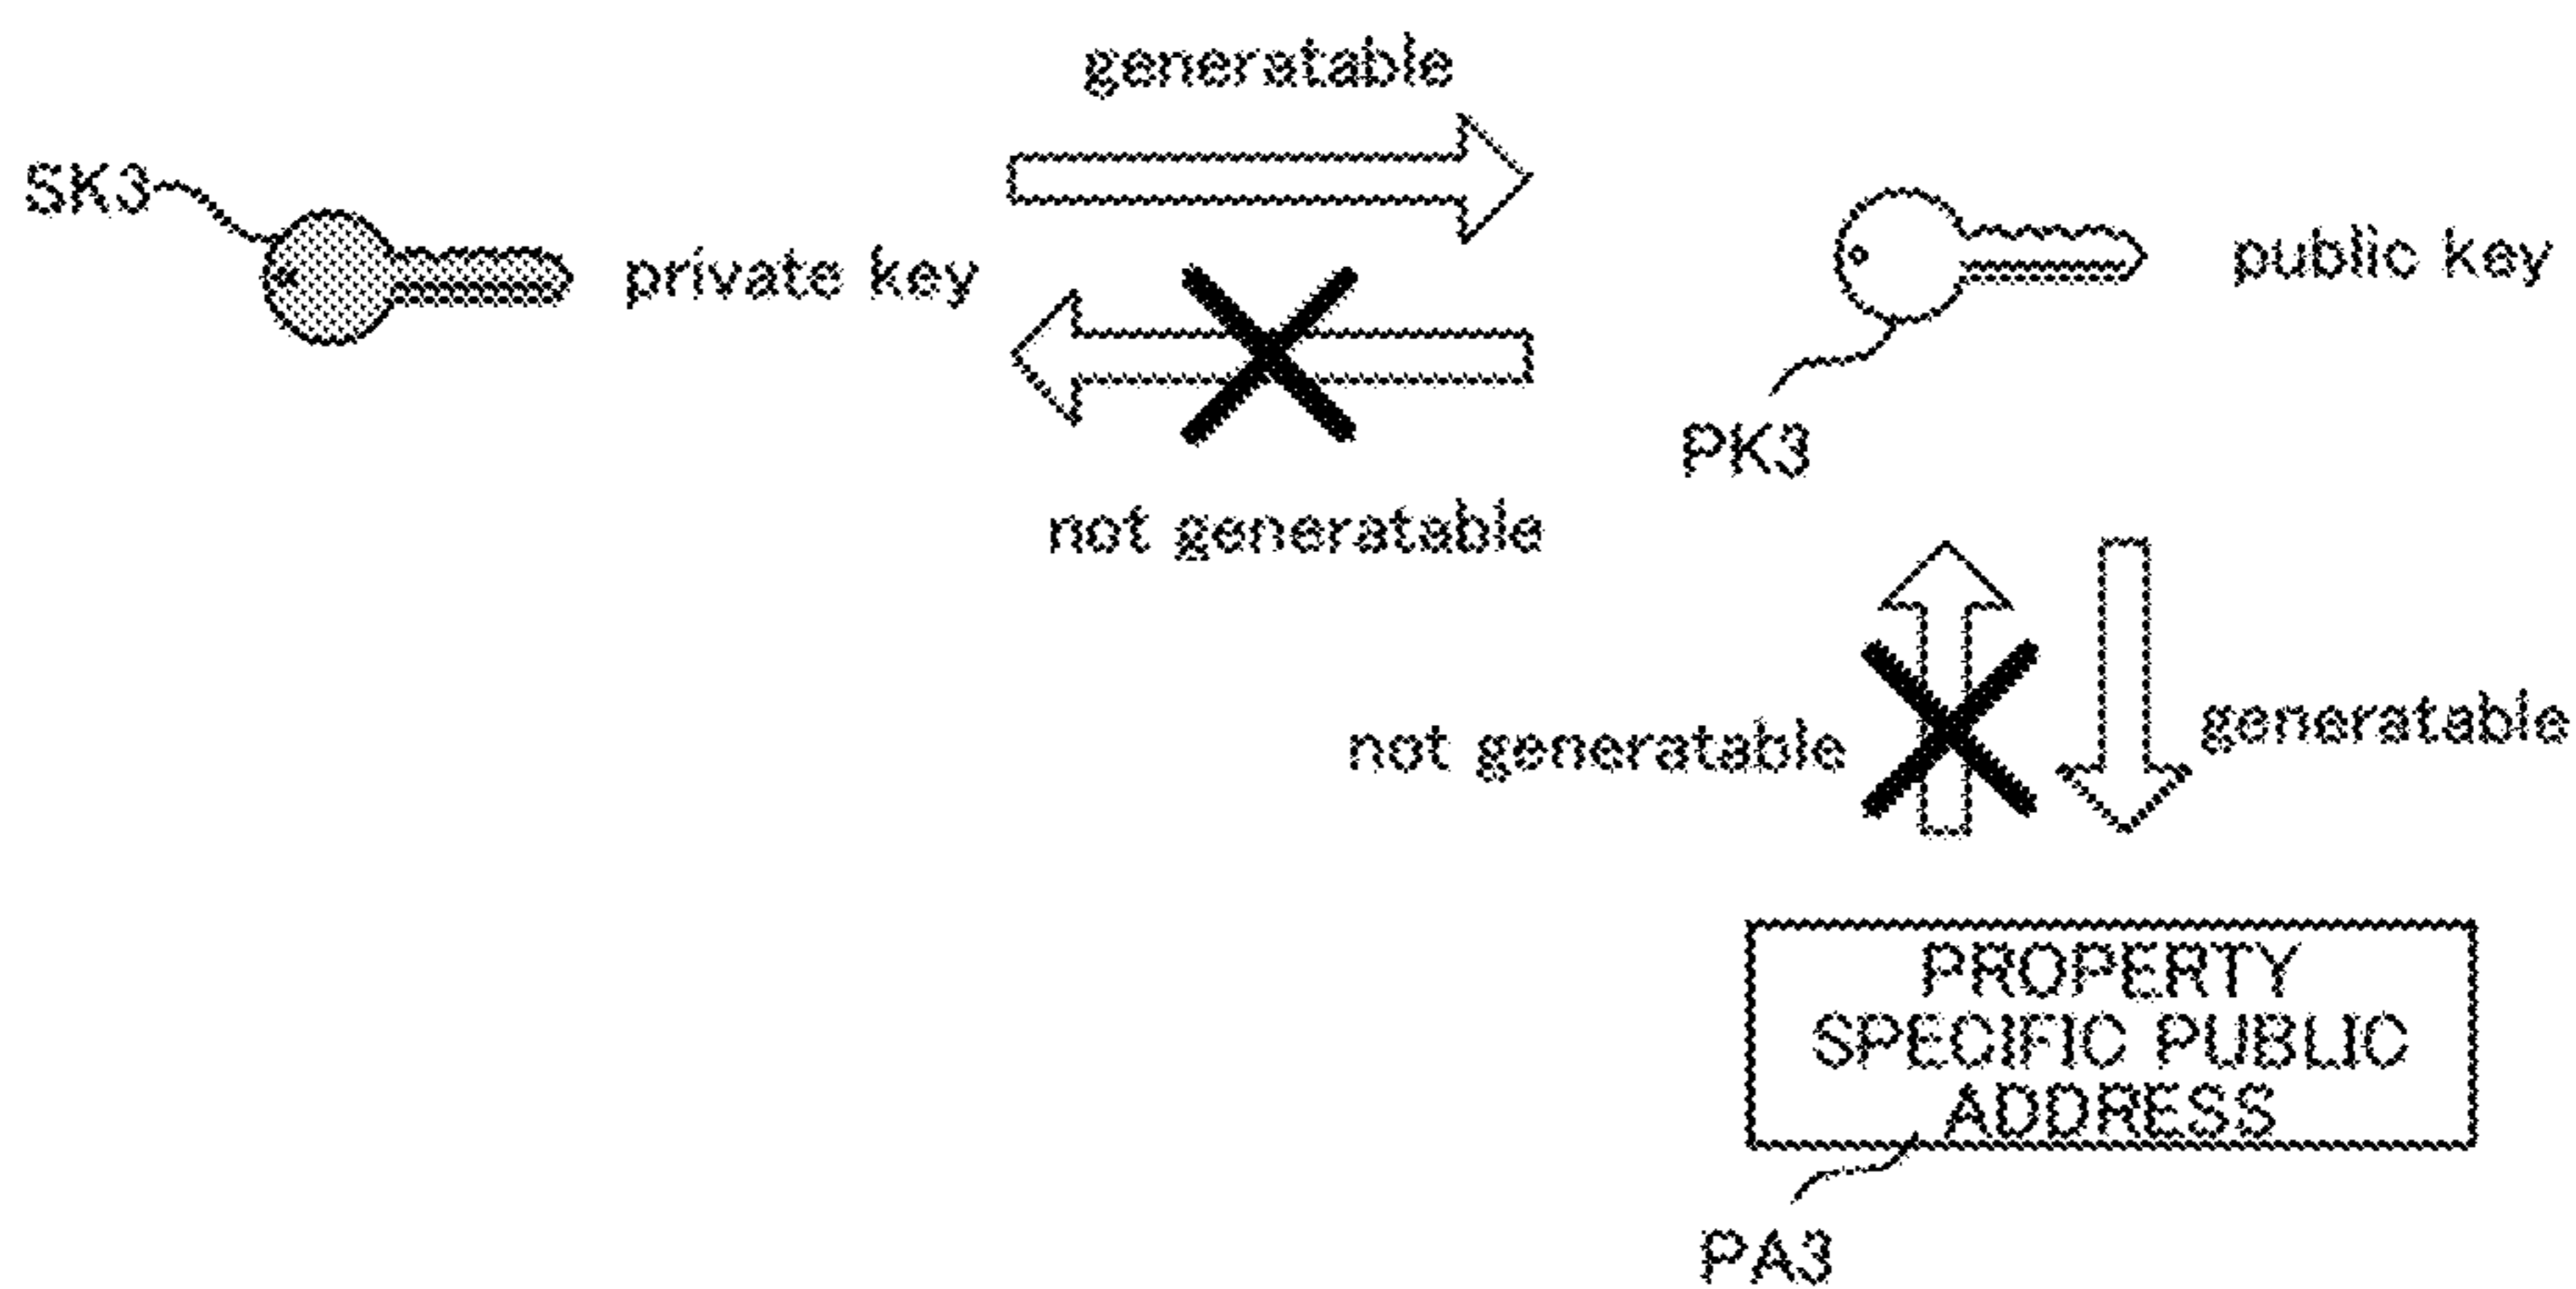 generatable
SK3
private key
public key
PK3
not generatable
not generatable
generatable
PROPERTY
SPECIFIC PUBLIC
ADDRESS
PA3